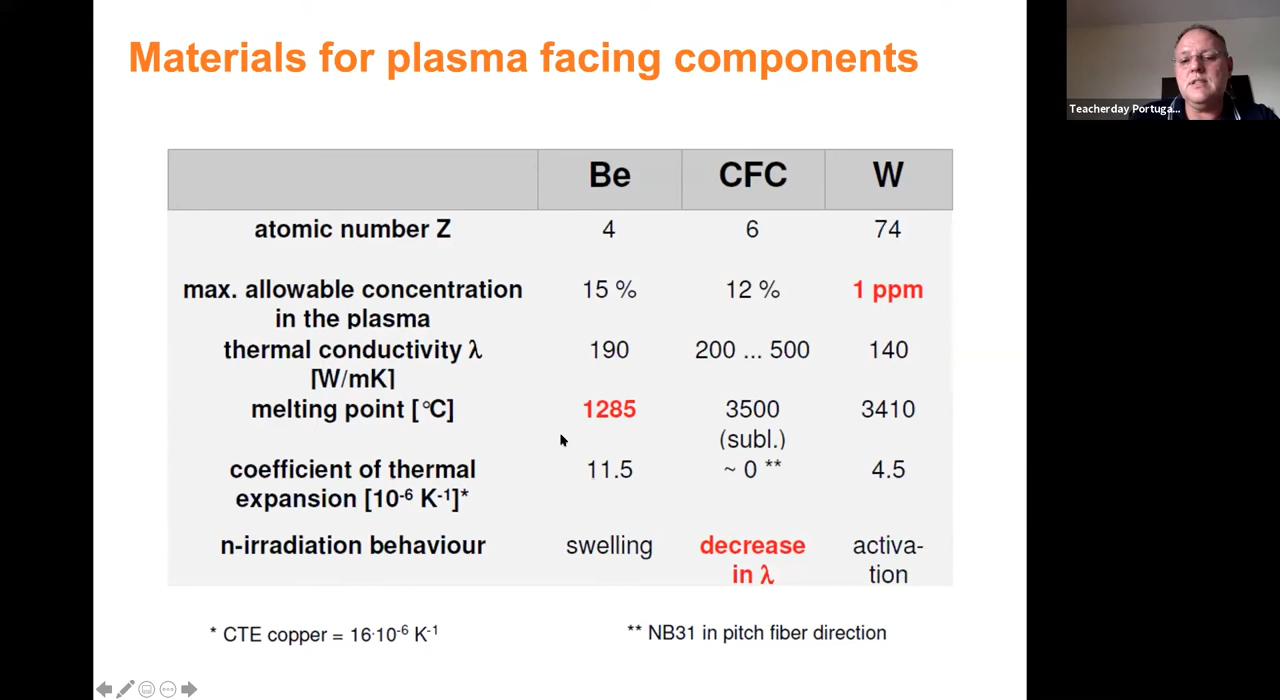 Materials for plasma facing components
Teacherday Portuga...
Be CFC W
atomic number Z 4 6 74
max. allowable concentration 15 % 12 % 1 ppm
in the plasma
thermal conductivity λ 190 200 ... 500 140
[W/mK]
melting point [°C] 1285 3500 3410
(subl.)
coefficient of thermal 11.5 ~ 0 ** 4.5
expansion [10⁻⁶ K⁻¹]*
n-irradiation behaviour swelling decrease activa-
in λ tion
* CTE copper = 16·10⁻⁶ K⁻¹ ** NB31 in pitch fiber direction